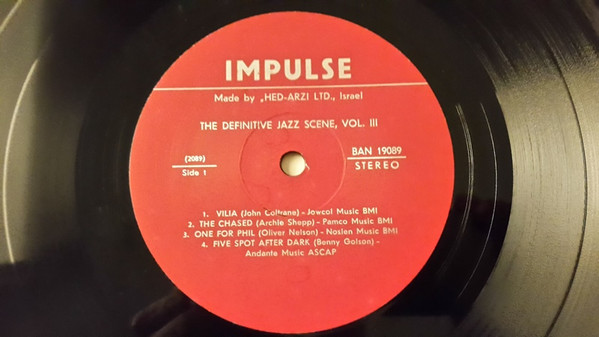 IMPULSE
Made by „HED-ARZI LTD., Israel
THE DEFINITIVE JAZZ SCENE, VOL. III
(2089)
Side 1
BAN 19089
STEREO
1. VILIA (John Coltrane) - Jowcol Music BMI
2. THE CHASED (Archie Shepp) - Pamco Music BMI
3. ONE FOR PHIL (Oliver Nelson) - Noslen Music BMI
4. FIVE SPOT AFTER DARK (Benny Golson) -
Andante Music ASCAP